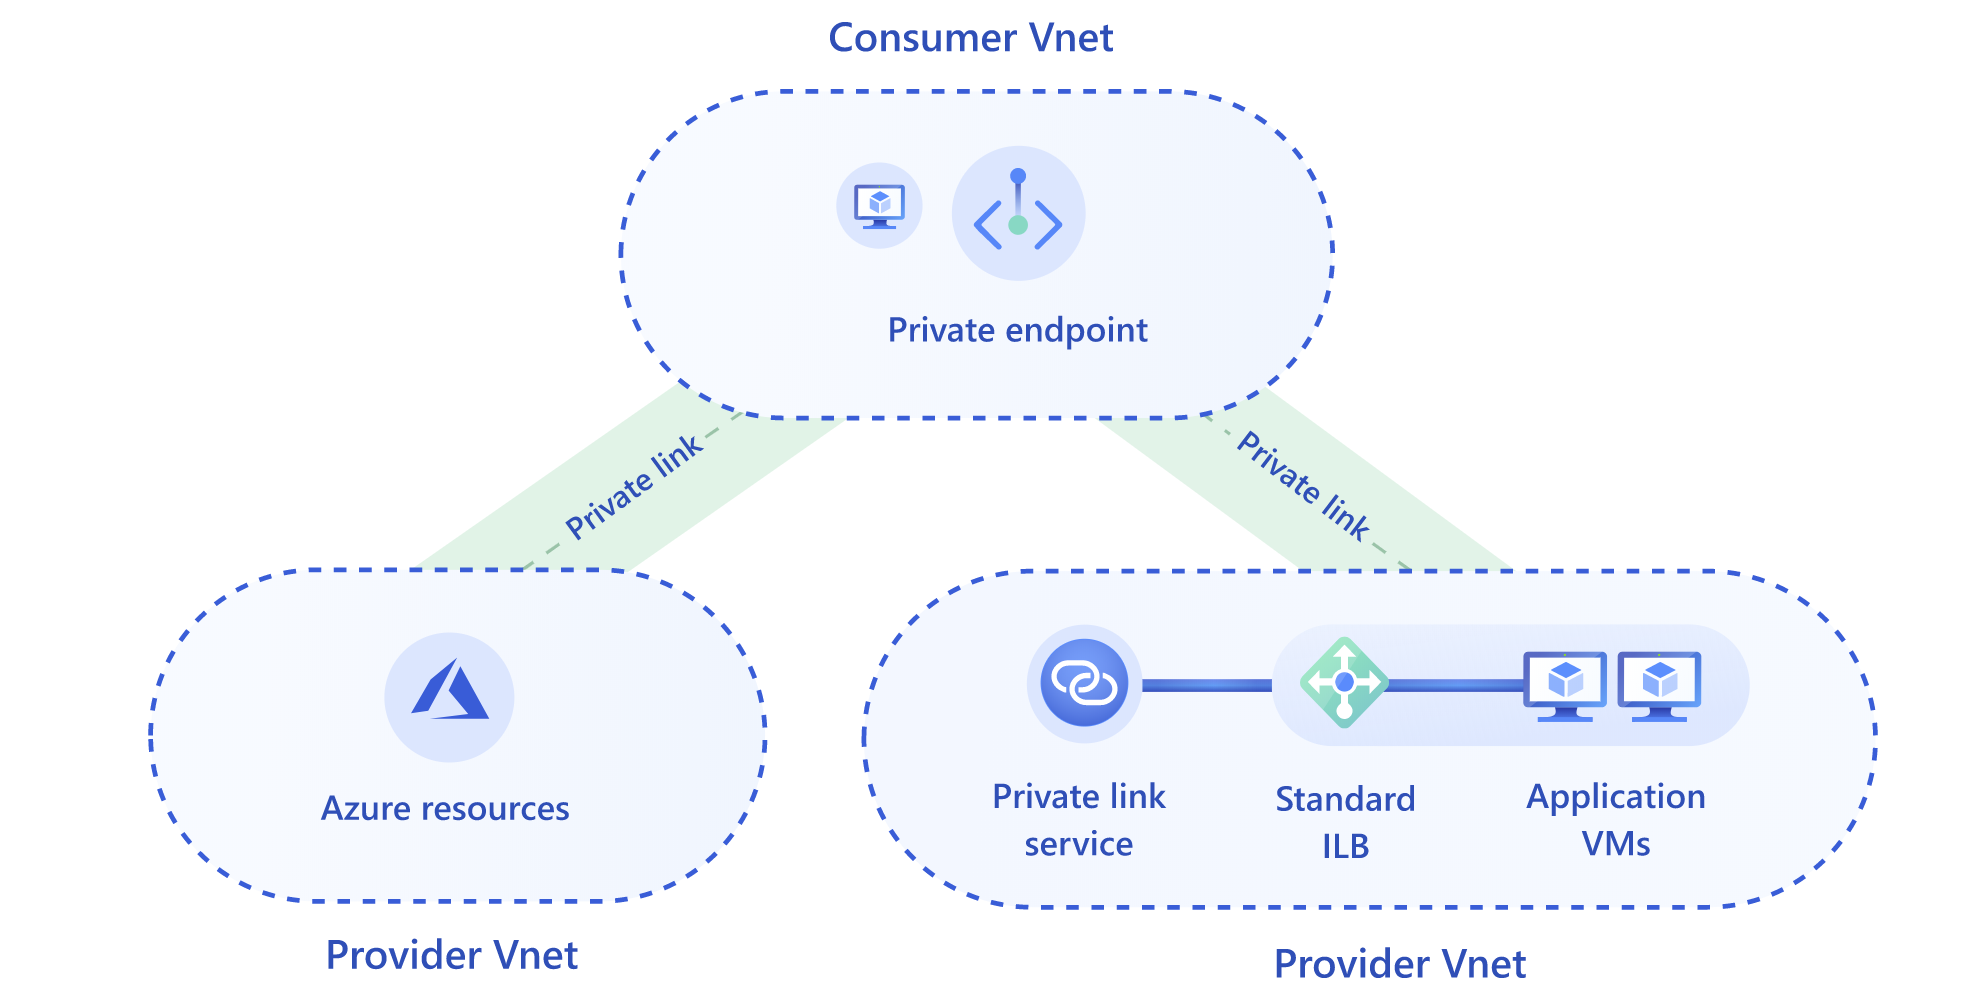 Consumer Vnet
Private endpoint
Private link
Private link
Azure resources
Provider Vnet
Private link
service
Standard
ILB
Application
VMs
Provider Vnet